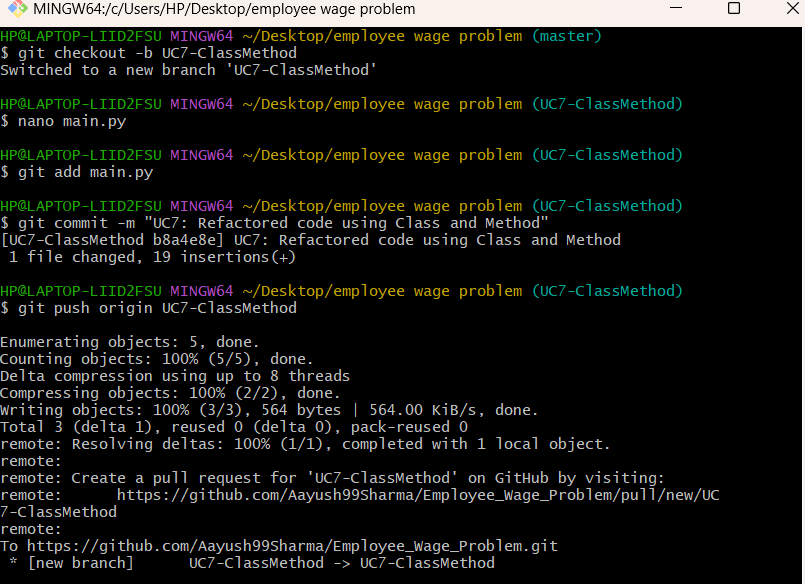 MINGW64:/c/Users/HP/Desktop/employee wage problem
HP@LAPTOP-LIID2FSU MINGW64 ~/Desktop/employee wage problem (master)
$ git checkout -b UC7-ClassMethod
Switched to a new branch 'UC7-ClassMethod'
HP@LAPTOP-LIID2FSU MINGW64 ~/Desktop/employee wage problem (UC7-ClassMethod)
$ nano main.py
HP@LAPTOP-LIID2FSU MINGW64 ~/Desktop/employee wage problem (UC7-ClassMethod)
$ git add main.py
HP@LAPTOP-LIID2FSU MINGW64 ~/Desktop/employee wage problem (UC7-ClassMethod)
$ git commit -m "UC7: Refactored code using Class and Method"
[UC7-ClassMethod b8a4e8e] UC7: Refactored code using Class and Method
 1 file changed, 19 insertions(+)
HP@LAPTOP-LIID2FSU MINGW64 ~/Desktop/employee wage problem (UC7-ClassMethod)
$ git push origin UC7-ClassMethod
Enumerating objects: 5, done.
Counting objects: 100% (5/5), done.
Delta compression using up to 8 threads
Compressing objects: 100% (2/2), done.
Writing objects: 100% (3/3), 564 bytes | 564.00 KiB/s, done.
Total 3 (delta 1), reused 0 (delta 0), pack-reused 0
remote: Resolving deltas: 100% (1/1), completed with 1 local object.
remote:
remote: Create a pull request for 'UC7-ClassMethod' on GitHub by visiting:
remote:      https://github.com/Aayush99Sharma/Employee_Wage_Problem/pull/new/UC
7-ClassMethod
remote:
To https://github.com/Aayush99Sharma/Employee_Wage_Problem.git
 * [new branch]      UC7-ClassMethod -> UC7-ClassMethod